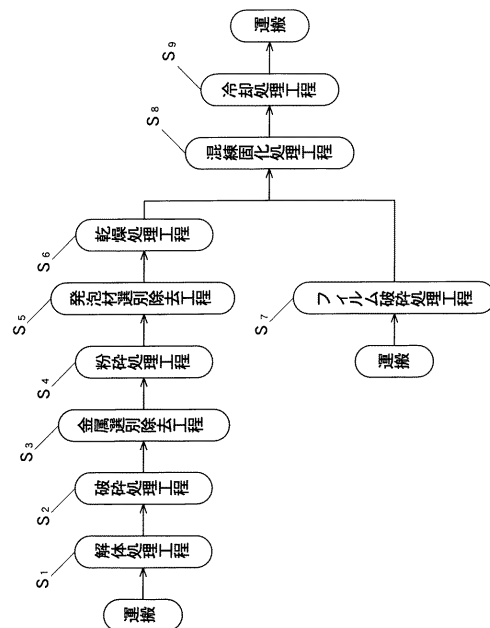 運搬
S1
解体処理工程
S2
破砕処理工程
S3
金属選別除去工程
S4
粉砕処理工程
S5
発泡材選別除去工程
S6
乾燥処理工程
運搬
S7
フィルム破砕処理工程
S8
混練固化処理工程
S9
冷却処理工程
運搬